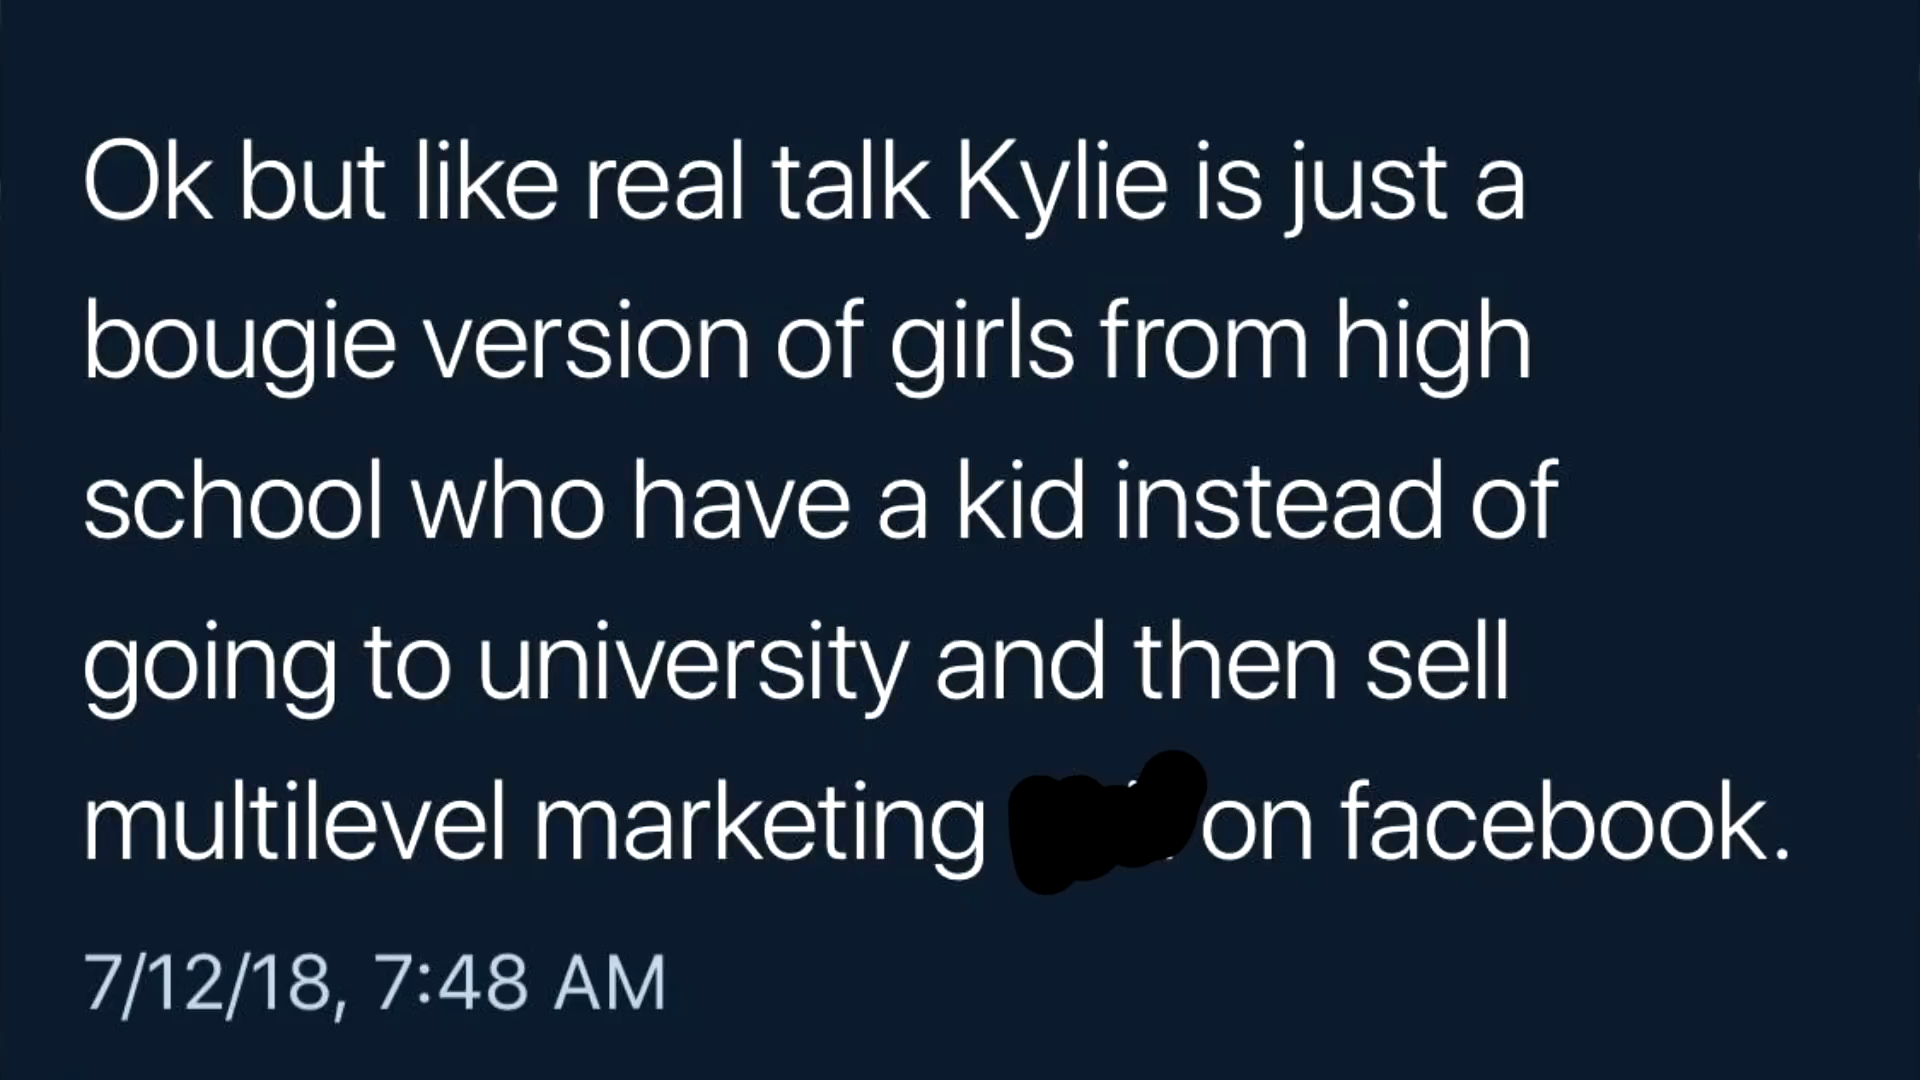 Ok but like real talk Kylie is just a
bougie version of girls from high
school who have a kid instead of
going to university and then sell
multilevel marketing on facebook.
7/12/18, 7:48 AM